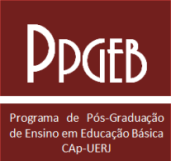 PPGEB
Programa de Pós-Graduação
de Ensino em Educação Básica
CAp-UERJ